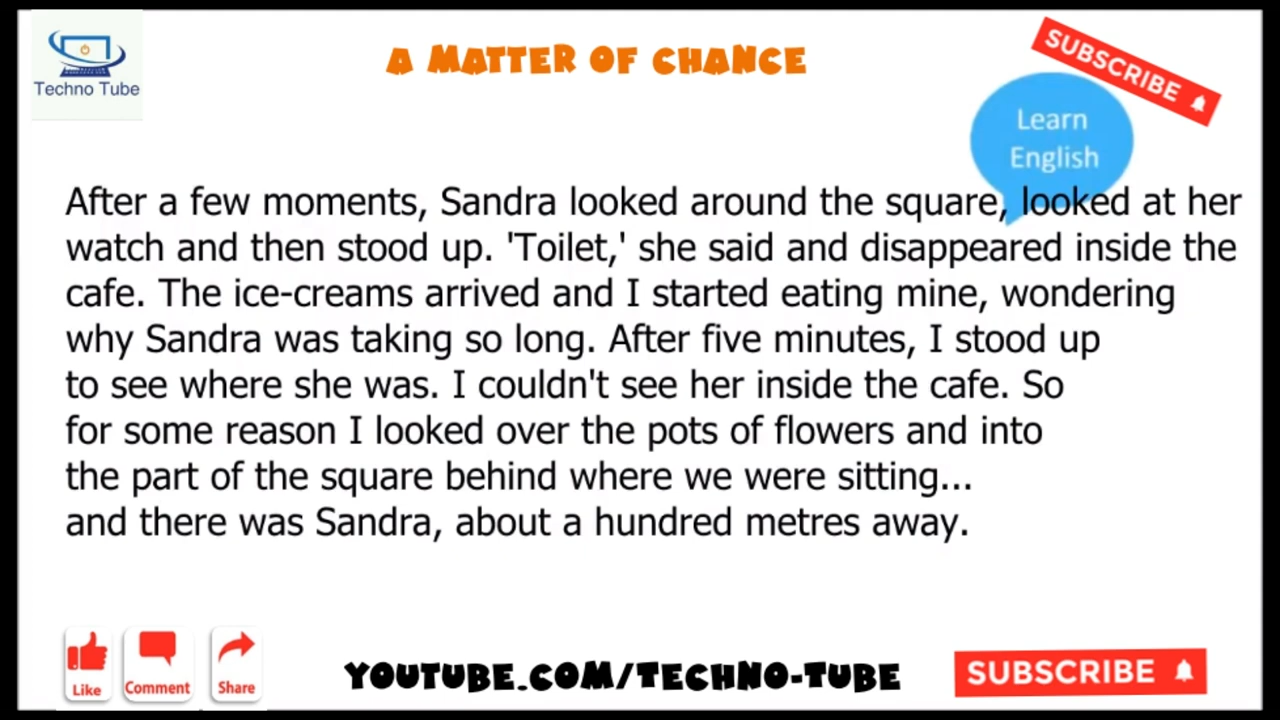 A MATTER OF CHANCE
SUBSCRIBE
Techno Tube
Learn
English
After a few moments, Sandra looked around the square, looked at her
watch and then stood up. 'Toilet,' she said and disappeared inside the
cafe. The ice-creams arrived and I started eating mine, wondering
why Sandra was taking so long. After five minutes, I stood up
to see where she was. I couldn't see her inside the cafe. So
for some reason I looked over the pots of flowers and into
the part of the square behind where we were sitting...
and there was Sandra, about a hundred metres away.
Like
Comment
Share
YOUTUBE.COM/TECHNO-TUBE
SUBSCRIBE